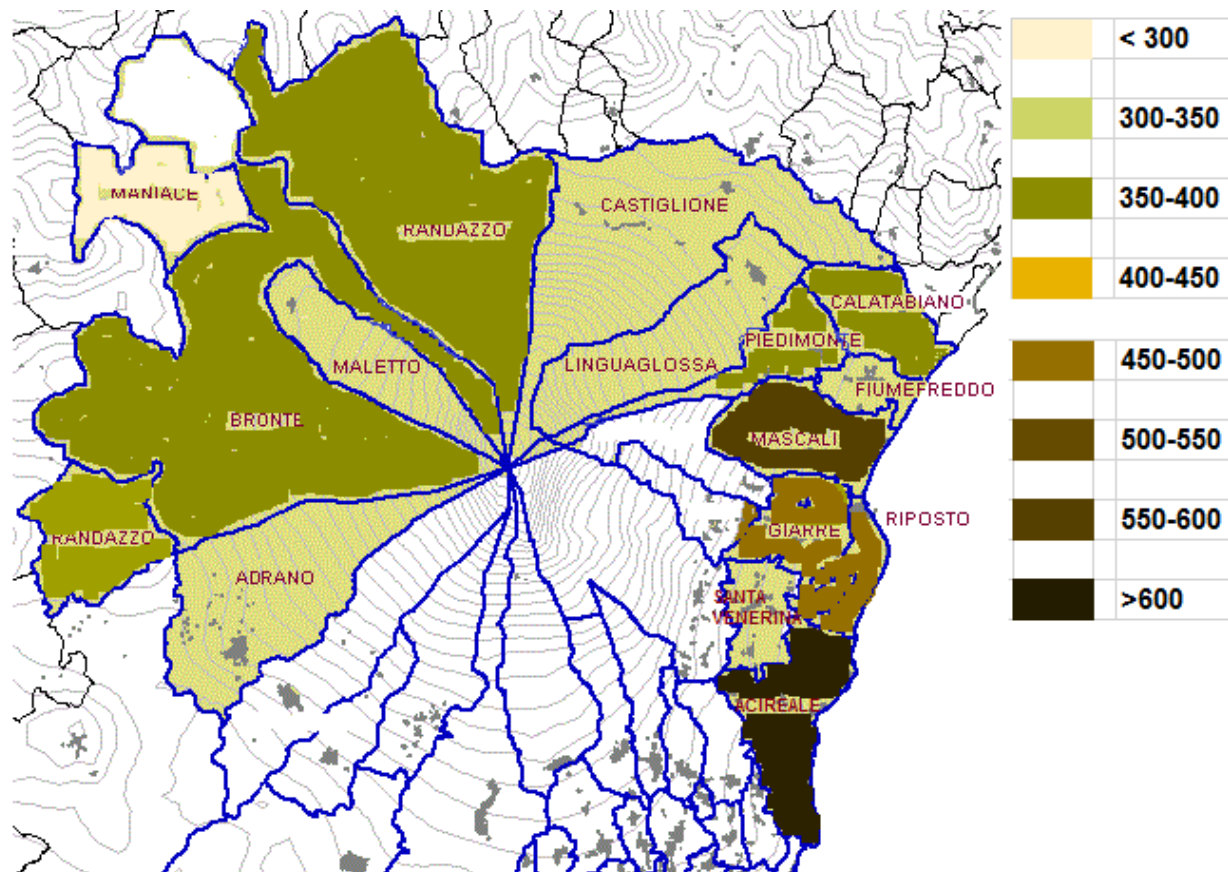 MANIACE
RANDAZZO
CASTIGLIONE
CALATABIANO
PIEDIMONTE
LINGUAGLOSSA
MALETTO
FIUMEFREDDO
BRONTE
MASCALI
RIPOSTO
GIARRE
RANDAZZO
ADRANO
SANTA
VENERINA
ACIREALE
< 300
300-350
350-400
400-450
450-500
500-550
550-600
>600